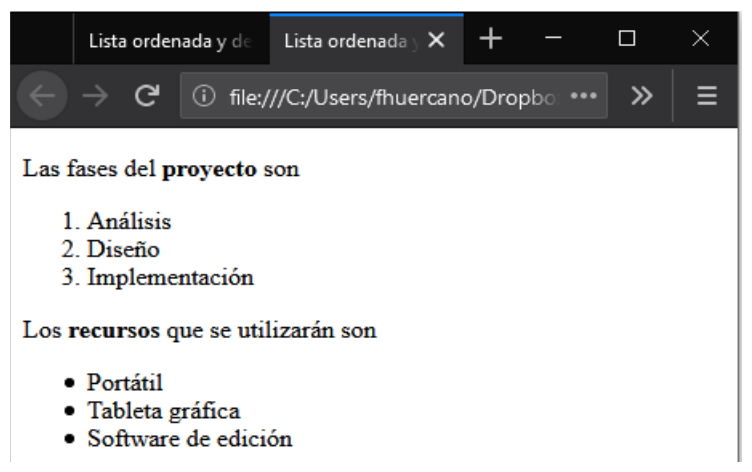 Lista ordenada y de
Lista ordenada y
file:///C:/Users/fhuercano/Dropbo
Las fases del proyecto son
1. Análisis
2. Diseño
3. Implementación
Los recursos que se utilizarán son
• Portátil
• Tableta gráfica
• Software de edición